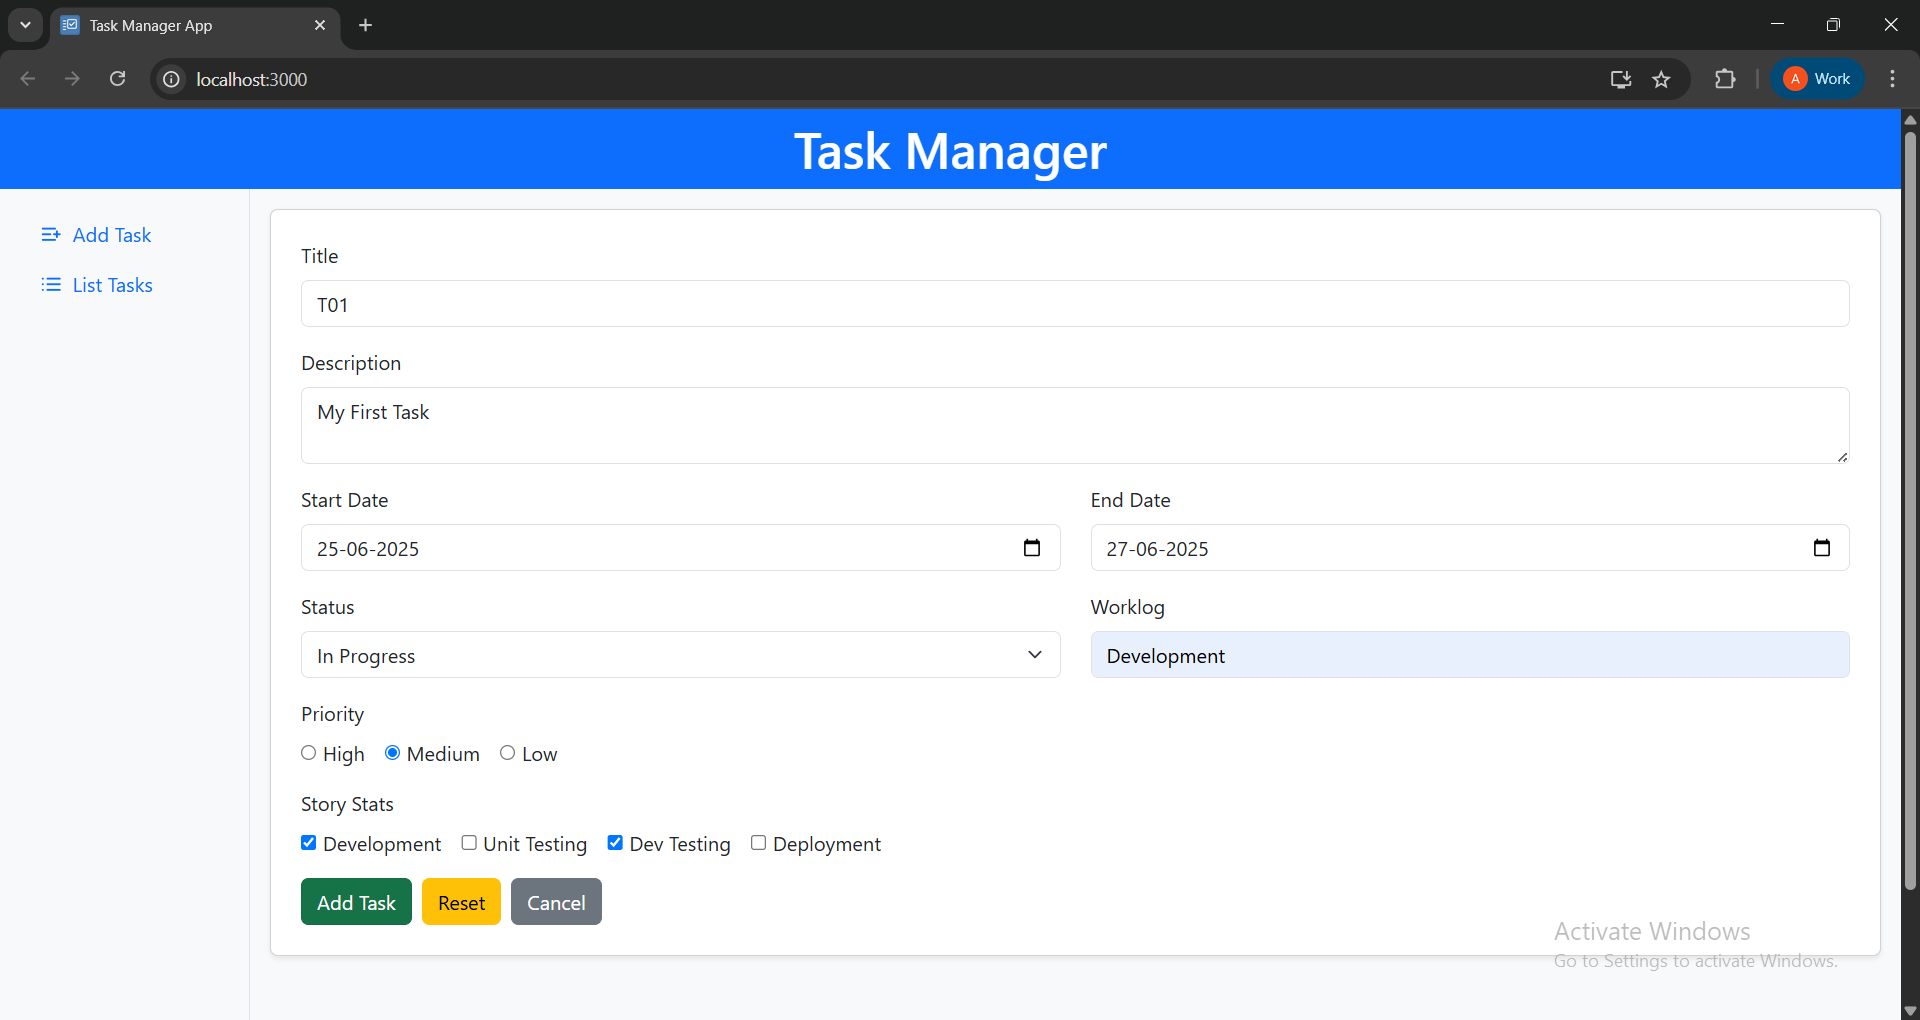 Task Manager App
localhost:3000
A Work
Task Manager
Add Task
List Tasks
Title
T01
Description
My First Task
Start Date
End Date
25-06-2025
27-06-2025
Status
Worklog
In Progress
Development
Priority
High Medium Low
Story Stats
Development Unit Testing Dev Testing Deployment
Add Task Reset Cancel
Activate Windows
Go to Settings to activate Windows.